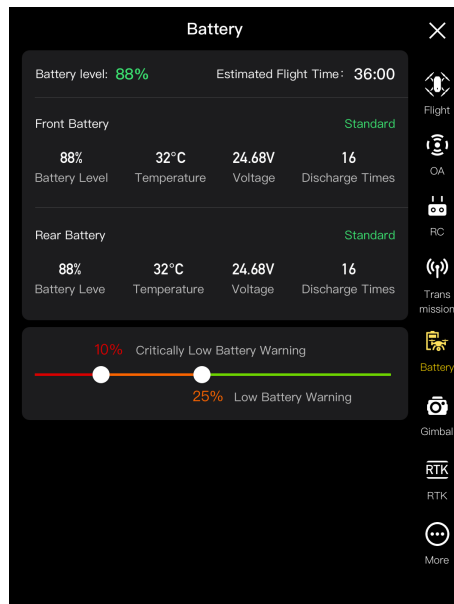 Battery
Battery level: 88% Estimated Flight Time: 36:00
Flight
Front Battery Standard
88% 32°C 24.68V 16
Battery Level Temperature Voltage Discharge Times
OA
RC
Rear Battery Standard
88% 32°C 24.68V 16
Battery Leve Temperature Voltage Discharge Times
Trans
mission
10% Critically Low Battery Warning
25% Low Battery Warning
Battery
Gimbal
RTK
RTK
More